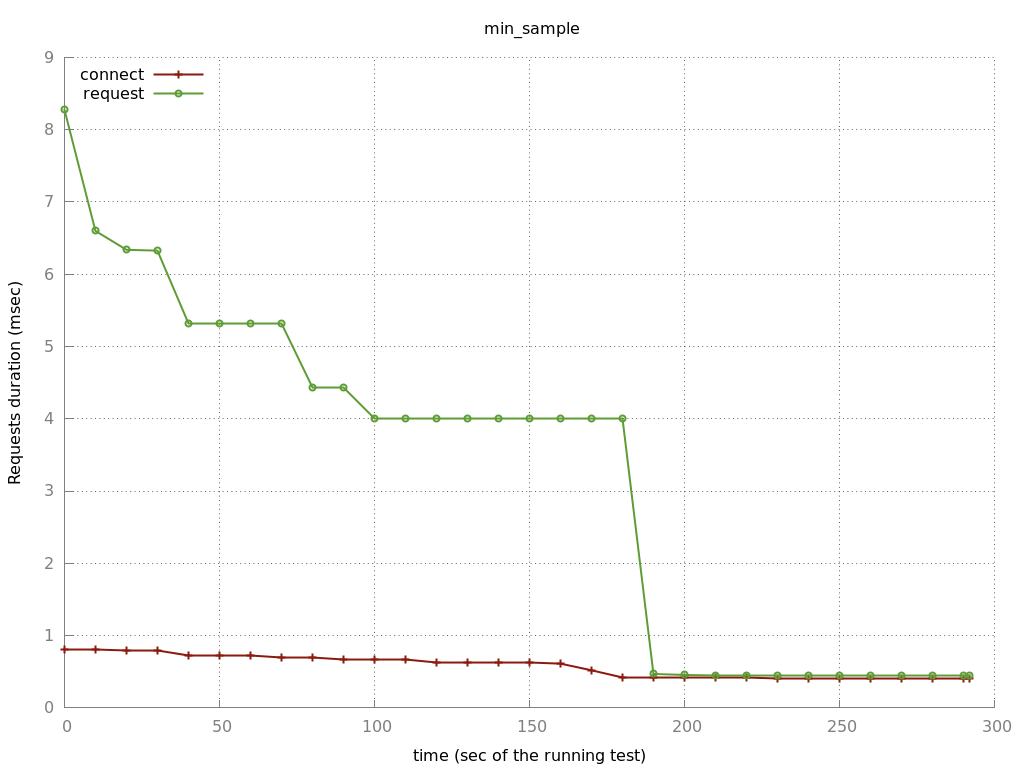 min_sample
connect
request
9
8
7
6
5
4
3
2
1
0
Requests duration (msec)
0 50 100 150 200 250 300
time (sec of the running test)